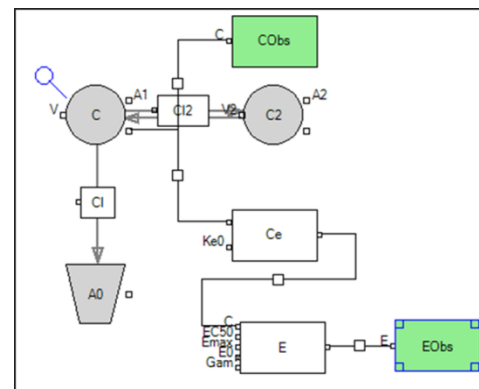 C CObs
A1 Cl2 V2 A2
V C C2
Cl
Ke0 Ce
A0
C
EC50
Emax
E0
Gam
E
E EObs